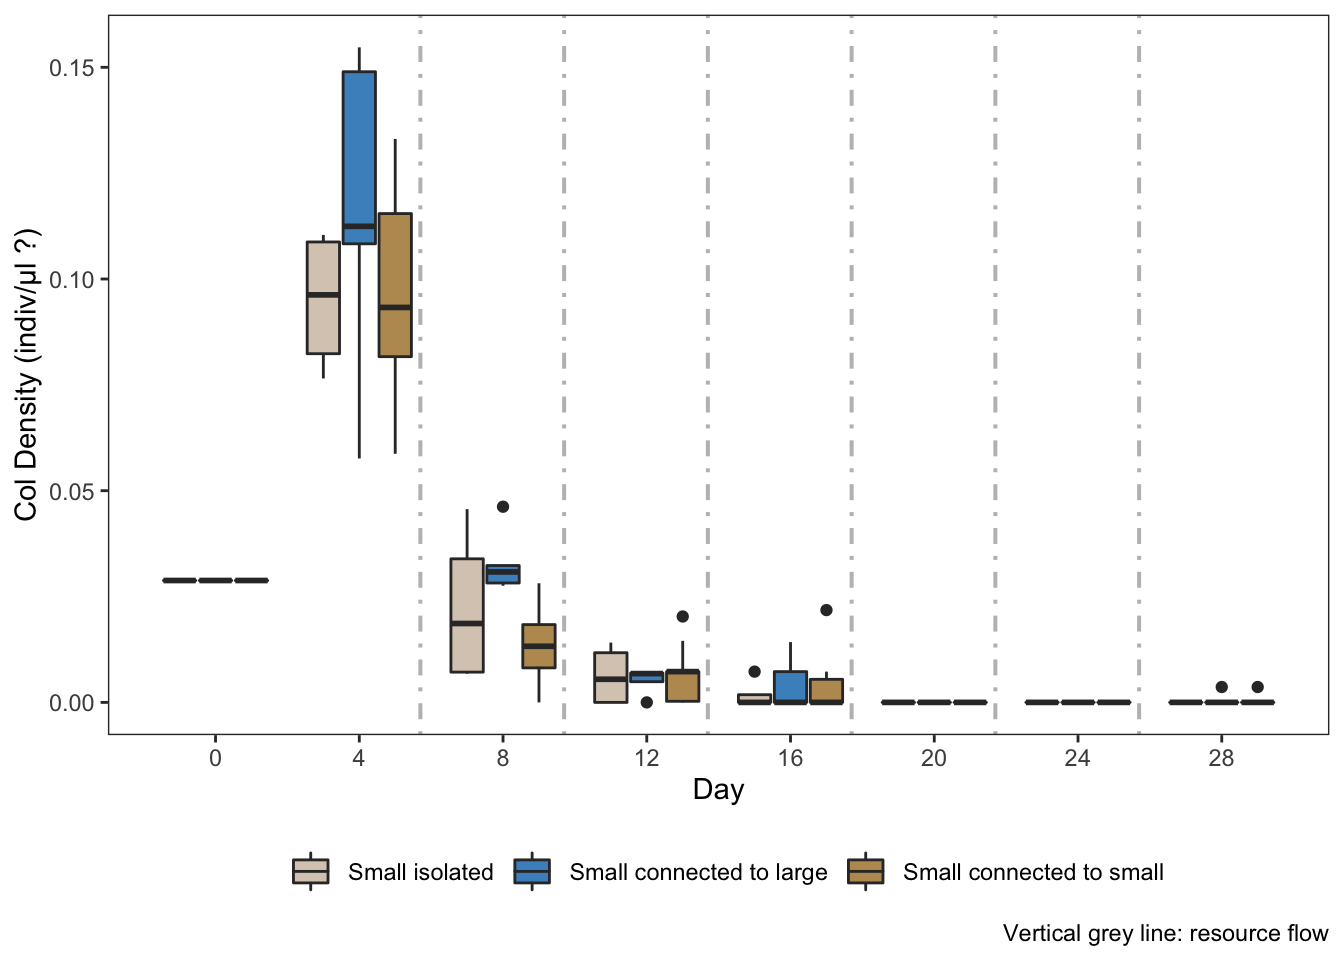 Col Density (indiv/µl ?)
0.15
0.10
0.05
0.00
0 4 8 12 16 20 24 28
Day
Small isolated Small connected to large Small connected to small
Vertical grey line: resource flow